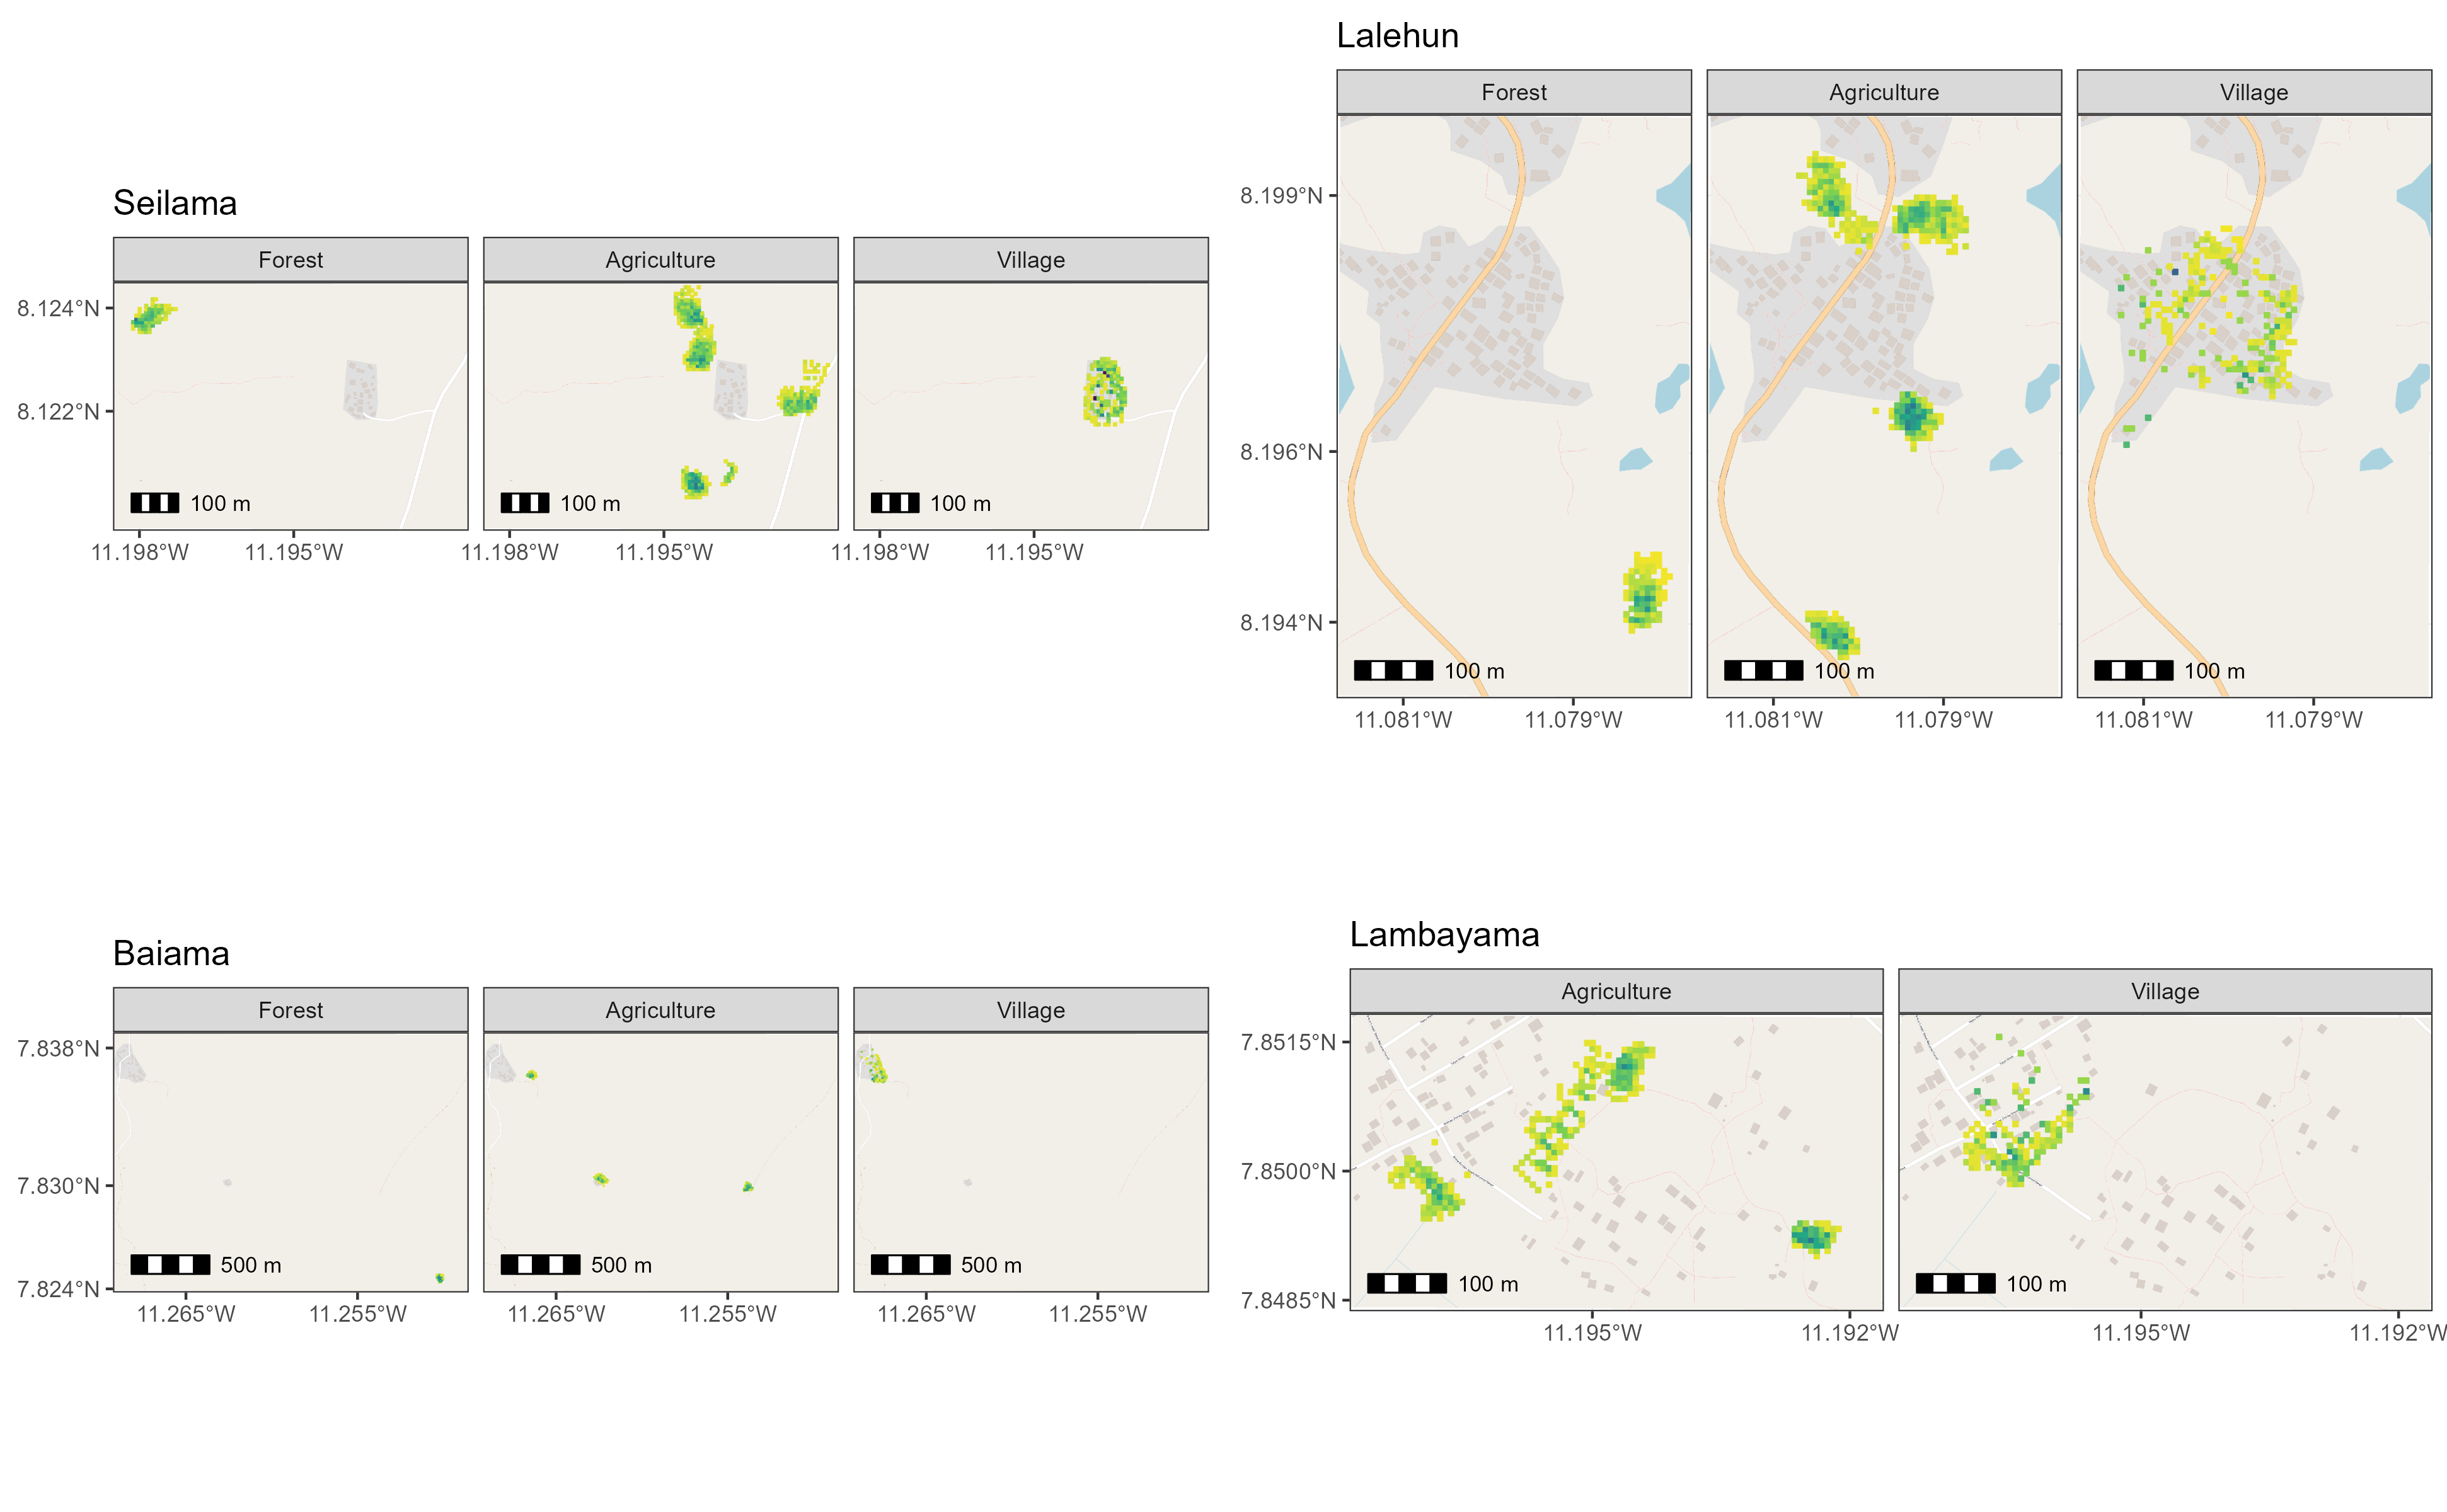 Seilama
Forest Agriculture Village
8.124°N
8.122°N
100 m 100 m 100 m
11.198°W 11.195°W 11.198°W 11.195°W 11.198°W 11.195°W
Lalehun
Forest Agriculture Village
8.199°N
8.196°N
8.194°N
100 m 100 m 100 m
11.081°W 11.079°W 11.081°W 11.079°W 11.081°W 11.079°W
Baiama
Forest Agriculture Village
7.838°N
7.830°N
7.824°N
500 m 500 m 500 m
11.265°W 11.255°W 11.265°W 11.255°W 11.265°W 11.255°W
Lambayama
Agriculture Village
7.8515°N
7.8500°N
7.8485°N
100 m 100 m
11.195°W 11.192°W 11.195°W 11.192°W